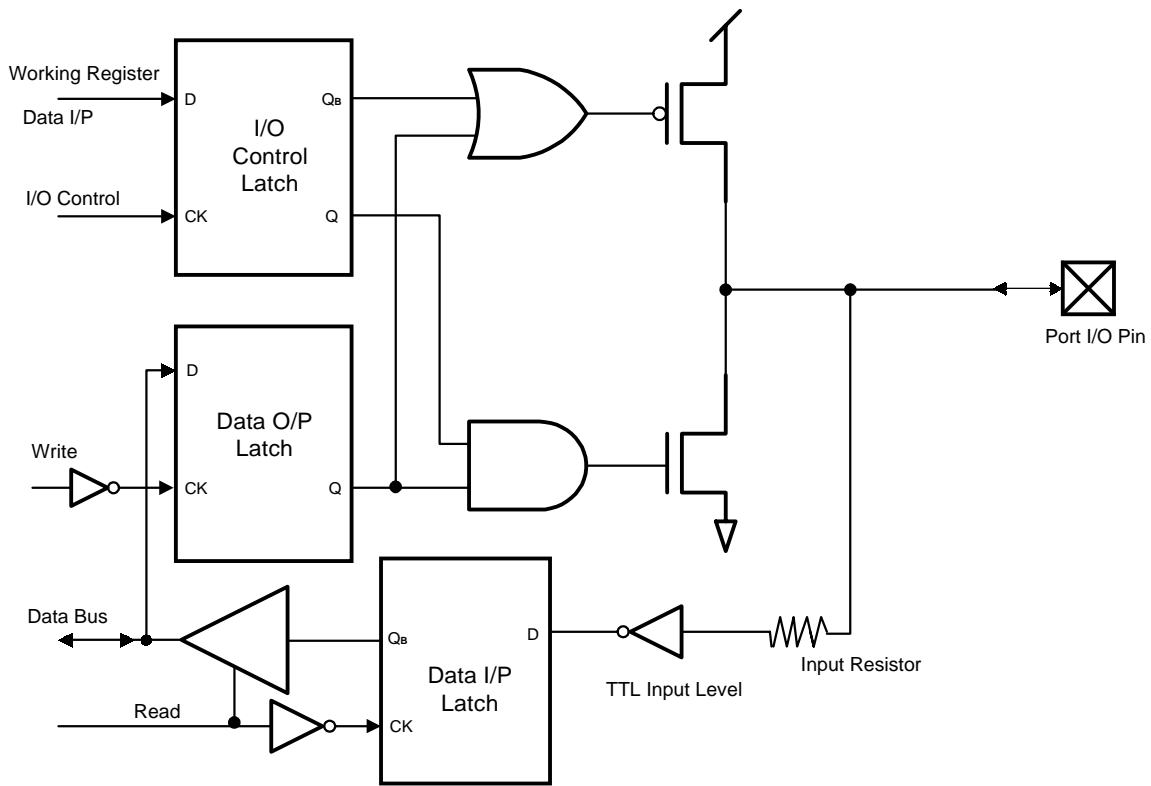 Working Register
Data I/P
D
QB
I/O
Control
Latch
I/O Control
CK
Q
Port I/O Pin
D
Data O/P
Latch
Write
CK
Q
Data Bus
QB
D
Data I/P
Latch
TTL Input Level
Input Resistor
Read
CK